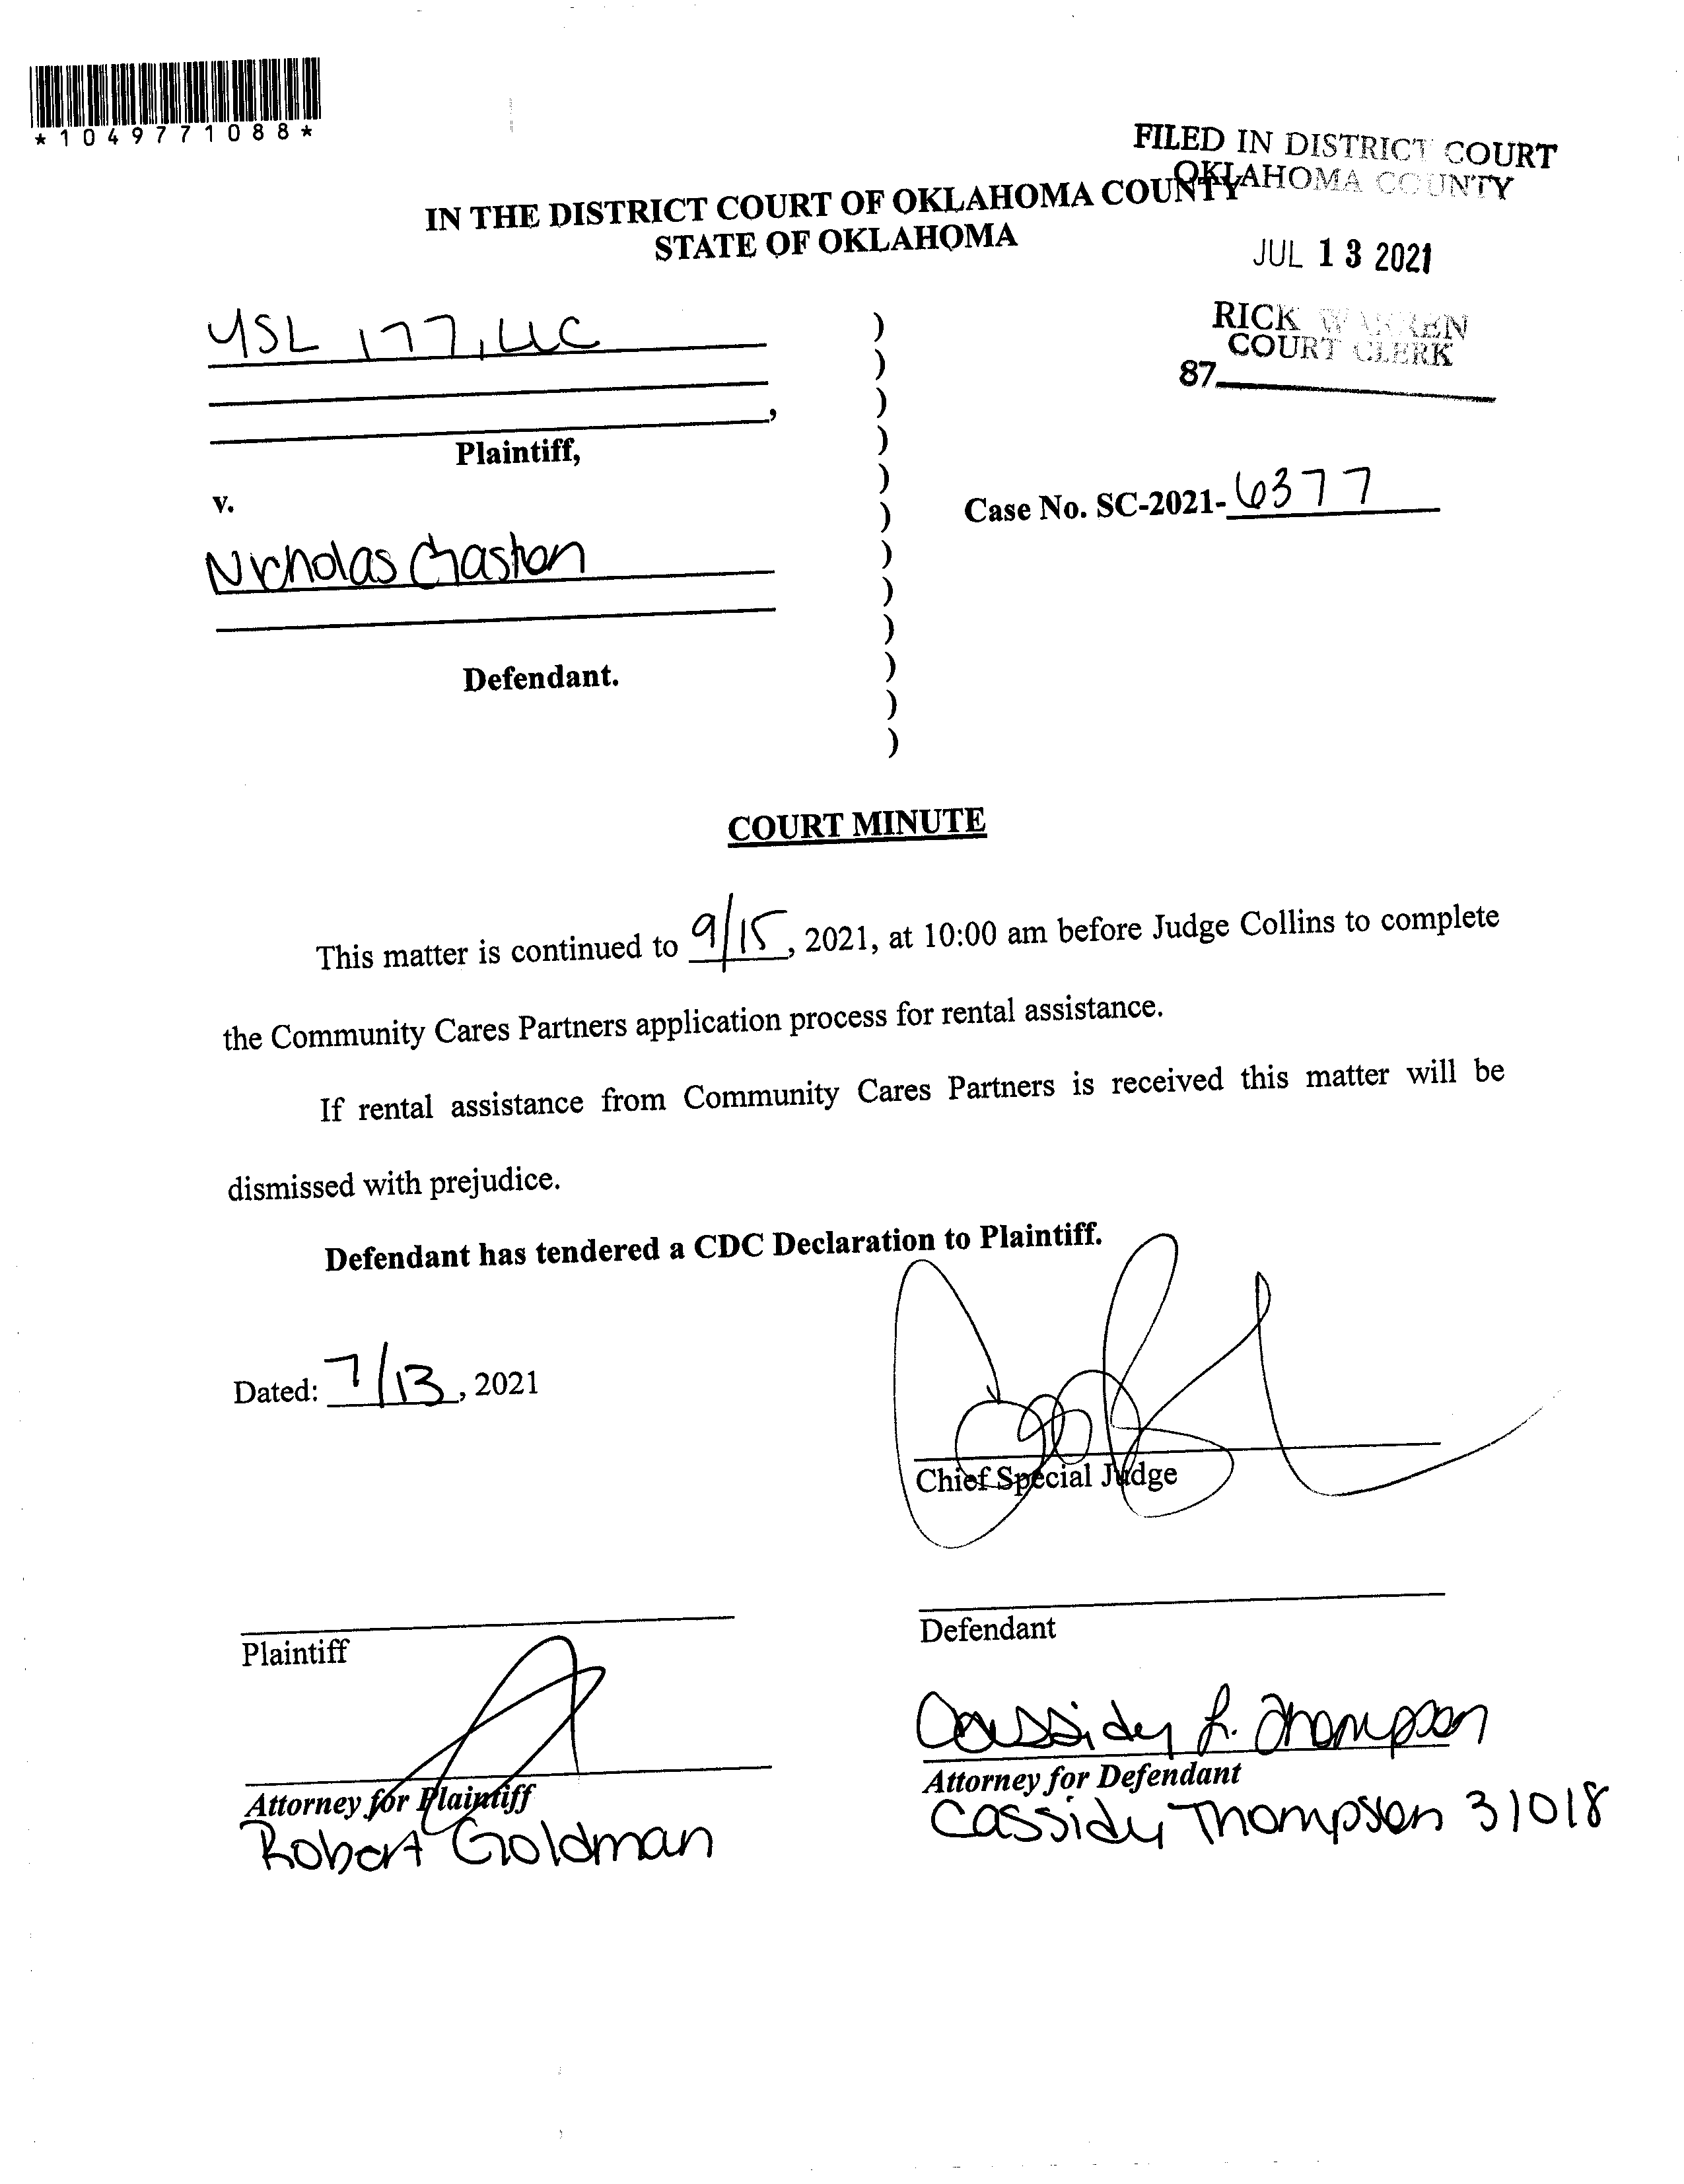 *1049771088*
FILED IN DISTRICT COURT
OKLAHOMA COUNTY
IN THE DISTRICT COURT OF OKLAHOMA COUNTY
STATE OF OKLAHOMA
JUL 13 2021
RICK WARREN
COURT CLERK
87
YSL 177, LLC
,
Plaintiff,
v.
Case No. SC-2021-6377
Nicholas Chaston
Defendant.
)
)
)
)
)
)
)
)
)
)
)
)
COURT MINUTE
This matter is continued to 9/15, 2021, at 10:00 am before Judge Collins to complete
the Community Cares Partners application process for rental assistance.
If rental assistance from Community Cares Partners is received this matter will be
dismissed with prejudice.
Defendant has tendered a CDC Declaration to Plaintiff.
Dated: 7/13, 2021
Chief Special Judge
Plaintiff
Defendant
Cassidy L. Thompson
Attorney for Plaintiff
Attorney for Defendant
Robert Goldman
Cassidy Thompson 31018